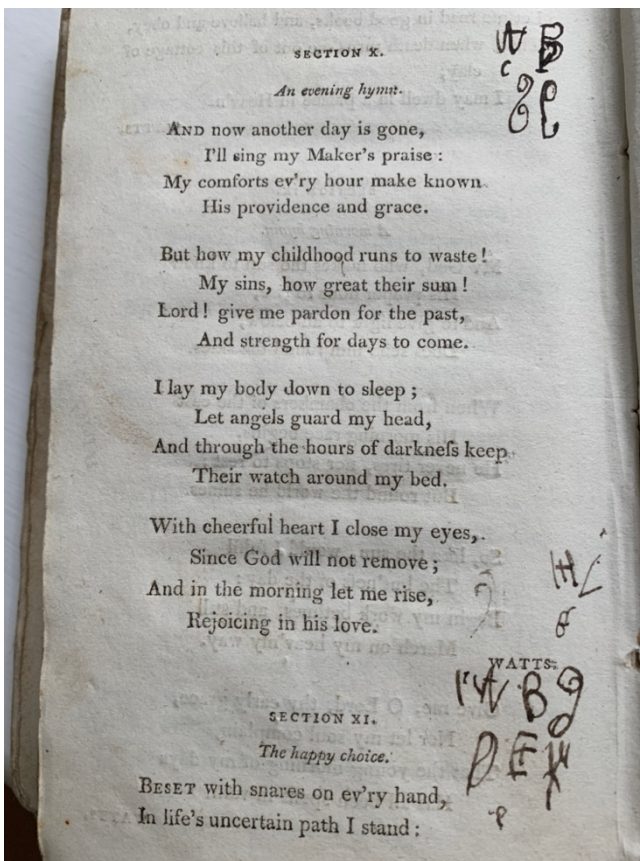 SECTION X.
An evening hymn.
AND now another day is gone,
I'll sing my Maker's praise :
My comforts ev'ry hour make known
His providence and grace.
But how my childhood runs to waste !
My sins, how great their sum !
Lord ! give me pardon for the past,
And strength for days to come.
I lay my body down to sleep ;
Let angels guard my head,
And through the hours of darkneſs keep
Their watch around my bed.
With cheerful heart I close my eyes,
Since God will not remove ;
And in the morning let me rise,
Rejoicing in his love.
WATTS.
SECTION XI.
The happy choice.
BESET with snares on ev'ry hand,
In life's uncertain path I stand :